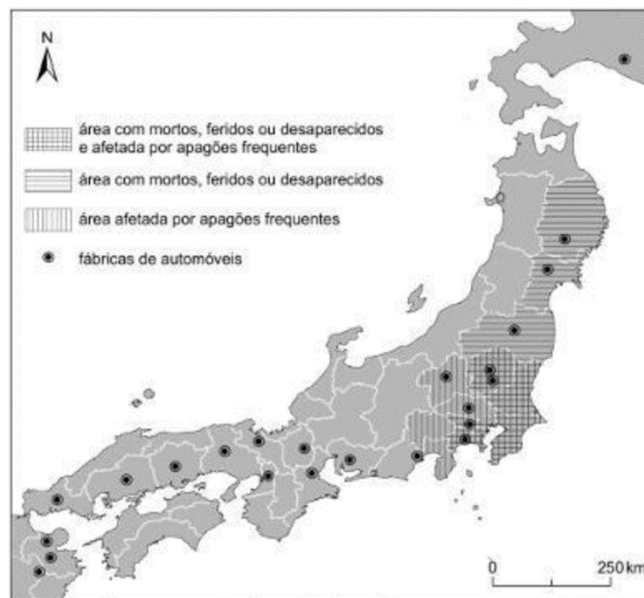 N
área com mortos, feridos ou desaparecidos
e afetada por apagões frequentes
área com mortos, feridos ou desaparecidos
área afetada por apagões frequentes
fábricas de automóveis
0 250 km